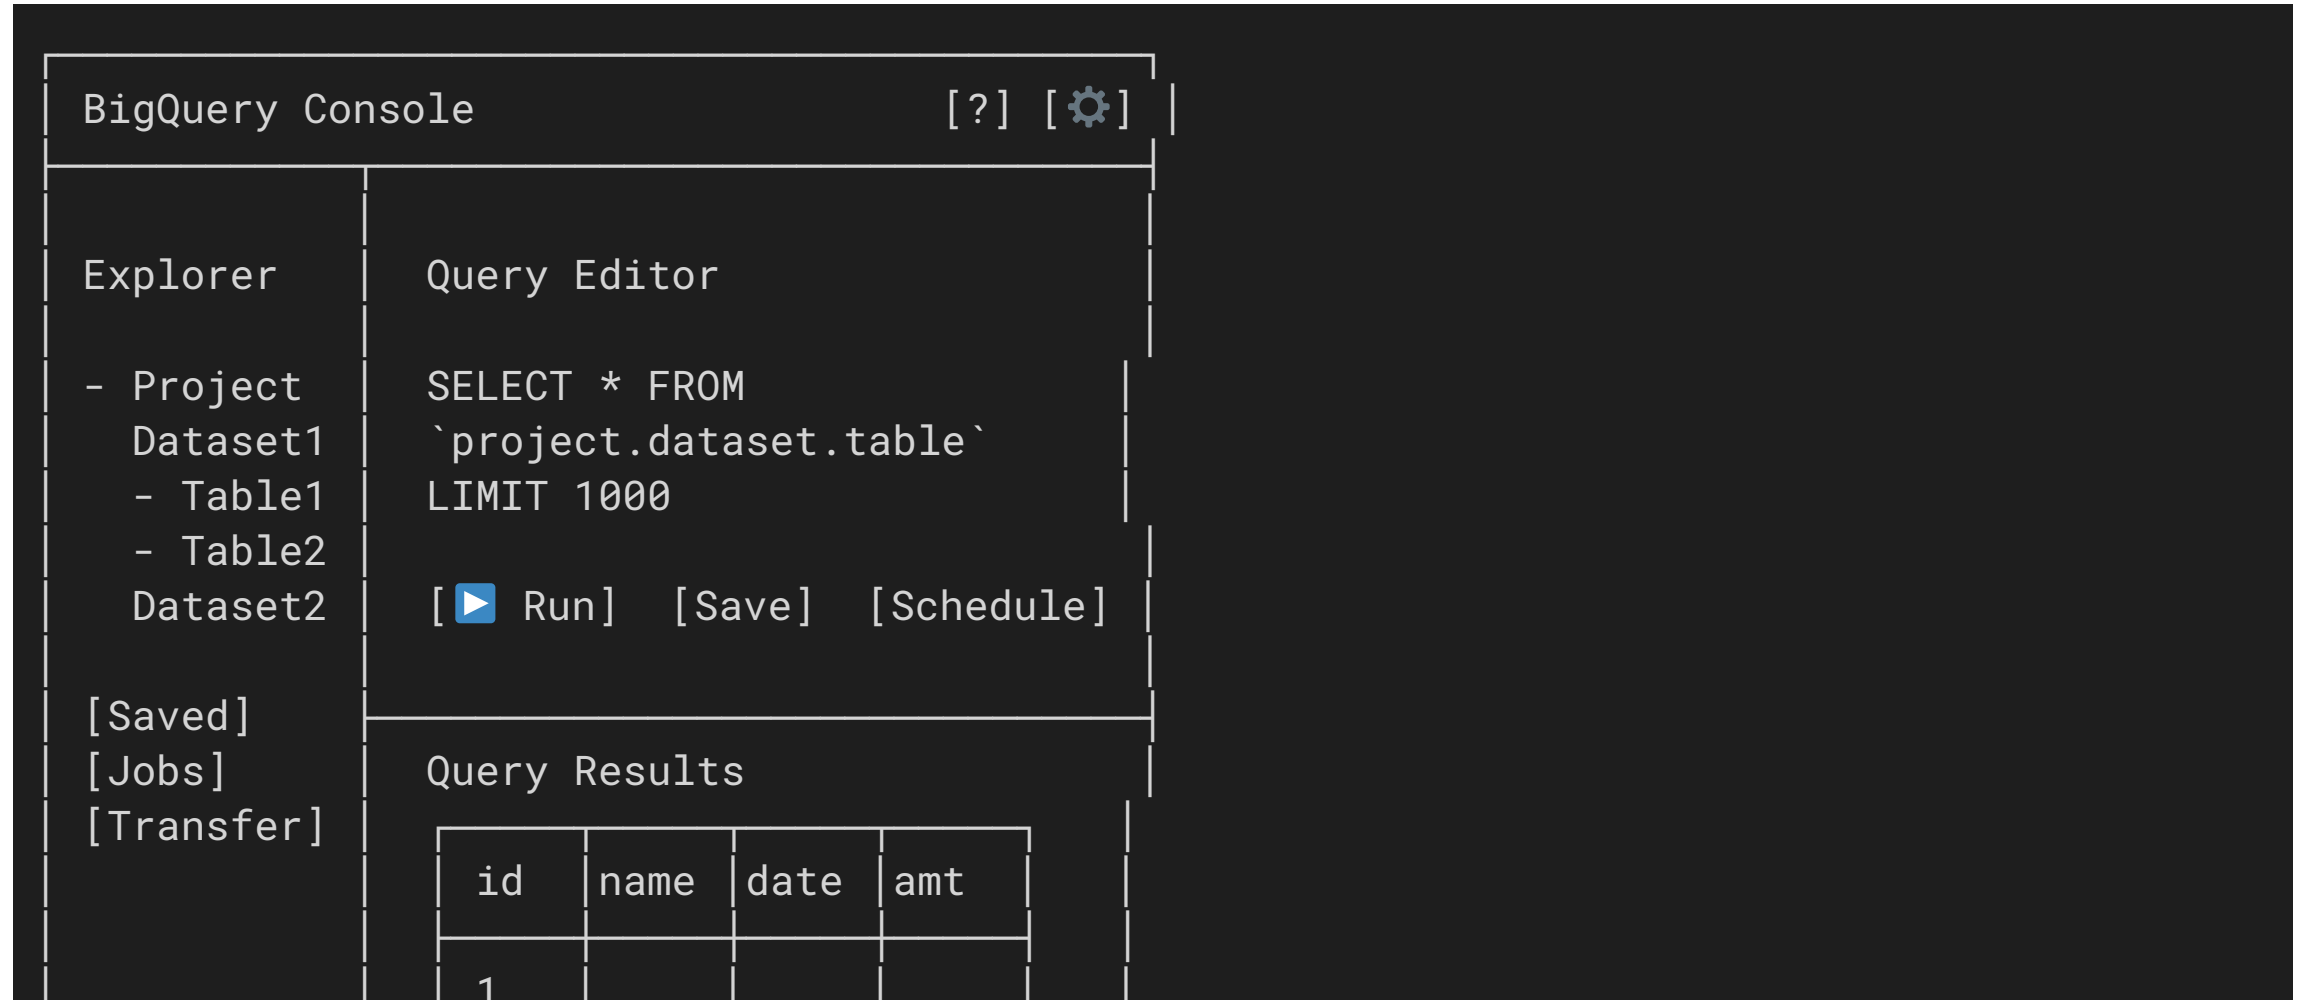 BigQuery Console [?] [⚙]
Explorer Query Editor
- Project SELECT * FROM
Dataset1 `project.dataset.table`
- Table1 LIMIT 1000
- Table2
Dataset2 [▶ Run] [Save] [Schedule]
[Saved]
[Jobs] Query Results
[Transfer]
id name date amt
1